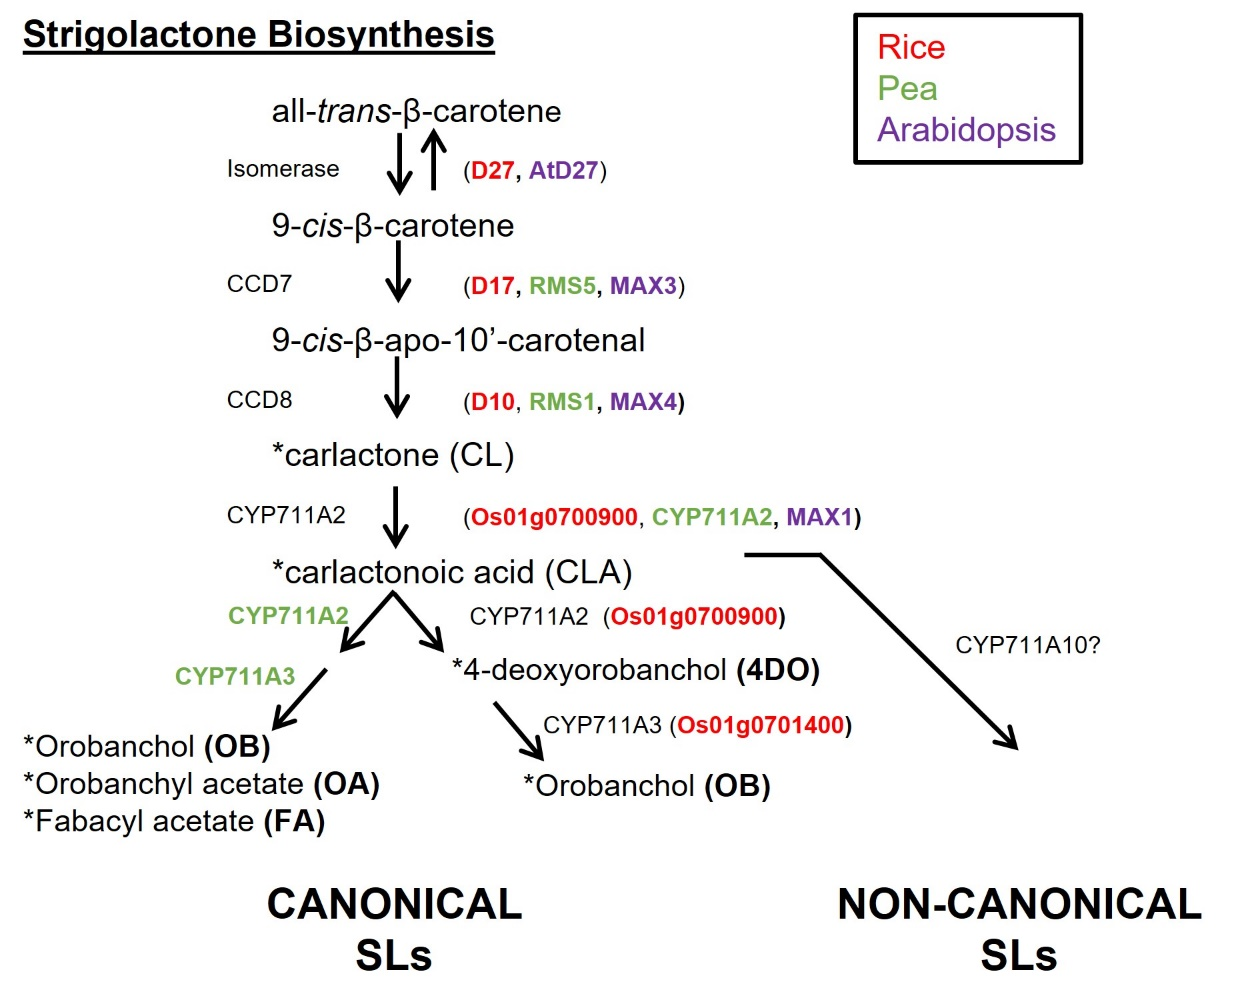 Strigolactone Biosynthesis
Rice
Pea
Arabidopsis
all-trans-β-carotene
Isomerase (D27, AtD27)
9-cis-β-carotene
CCD7 (D17, RMS5, MAX3)
9-cis-β-apo-10’-carotenal
CCD8 (D10, RMS1, MAX4)
*carlactone (CL)
CYP711A2 (Os01g0700900, CYP711A2, MAX1)
*carlactonoic acid (CLA)
CYP711A2 CYP711A2 (Os01g0700900)
CYP711A10?
CYP711A3 *4-deoxyorobanchol (4DO)
CYP711A3 (Os01g0701400)
*Orobanchol (OB)
*Orobanchyl acetate (OA) *Orobanchol (OB)
*Fabacyl acetate (FA)
CANONICAL
SLs
NON-CANONICAL
SLs